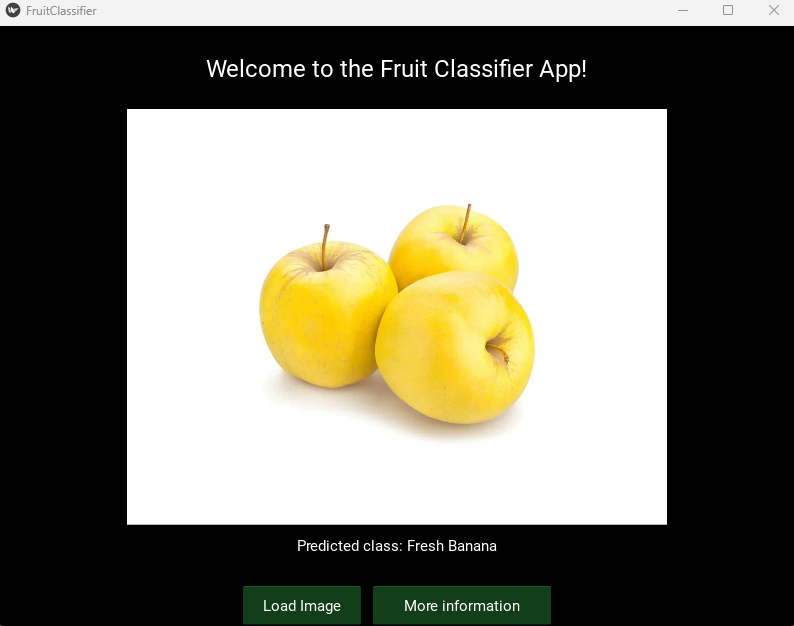 FruitClassifier
Welcome to the Fruit Classifier App!
Predicted class: Fresh Banana
Load Image
More information